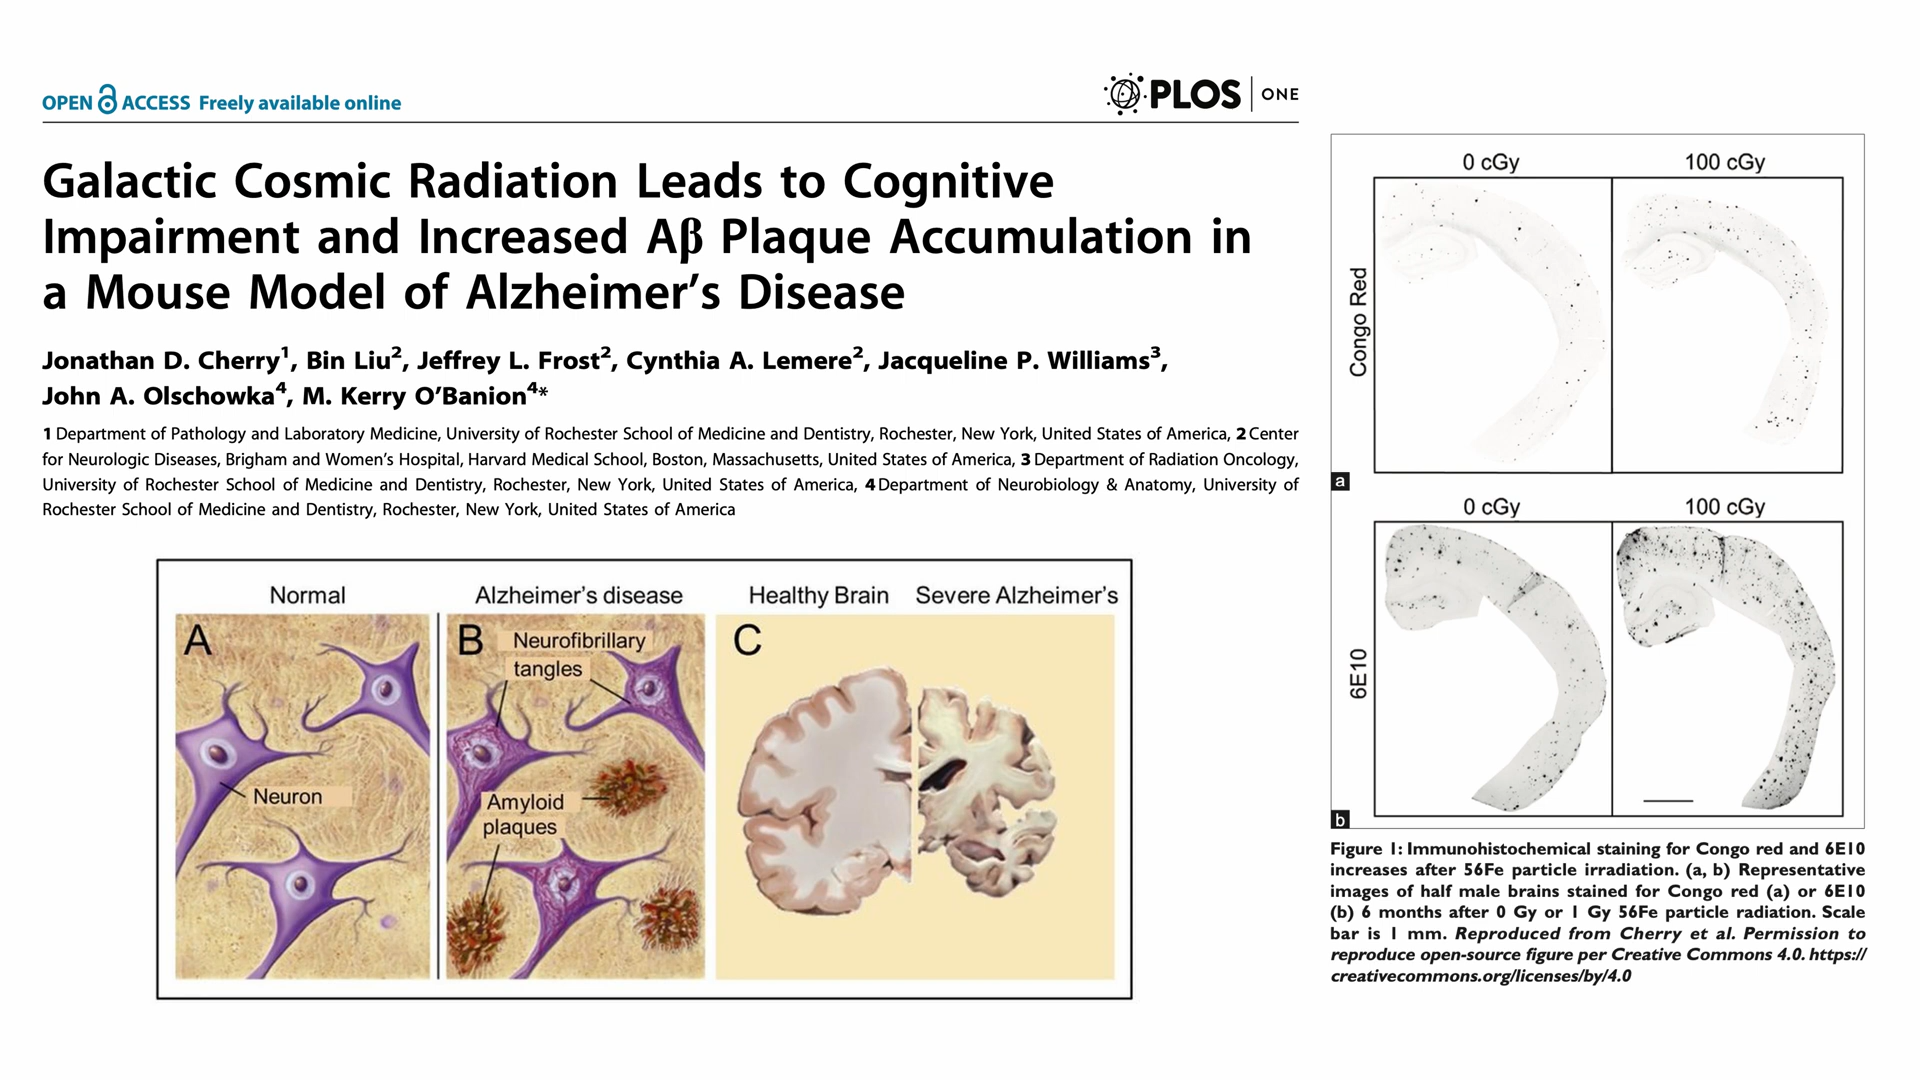 OPEN ACCESS Freely available online
PLOS | ONE
Galactic Cosmic Radiation Leads to Cognitive
Impairment and Increased Aβ Plaque Accumulation in
a Mouse Model of Alzheimer's Disease
Jonathan D. Cherry1, Bin Liu2, Jeffrey L. Frost2, Cynthia A. Lemere2, Jacqueline P. Williams3,
John A. Olschowka4, M. Kerry O'Banion4*
1 Department of Pathology and Laboratory Medicine, University of Rochester School of Medicine and Dentistry, Rochester, New York, United States of America, 2 Center
for Neurologic Diseases, Brigham and Women's Hospital, Harvard Medical School, Boston, Massachusetts, United States of America, 3 Department of Radiation Oncology,
University of Rochester School of Medicine and Dentistry, Rochester, New York, United States of America, 4 Department of Neurobiology & Anatomy, University of
Rochester School of Medicine and Dentistry, Rochester, New York, United States of America
Normal
Alzheimer's disease
Healthy Brain
Severe Alzheimer's
A
Neuron
B
Neurofibrillary
tangles
Amyloid
plaques
C
0 cGy
100 cGy
Congo Red
a
0 cGy
100 cGy
6E10
b
Figure 1: Immunohistochemical staining for Congo red and 6E10
increases after 56Fe particle irradiation. (a, b) Representative
images of half male brains stained for Congo red (a) or 6E10
(b) 6 months after 0 Gy or 1 Gy 56Fe particle radiation. Scale
bar is 1 mm. Reproduced from Cherry et al. Permission to
reproduce open-source figure per Creative Commons 4.0. https://
creativecommons.org/licenses/by/4.0